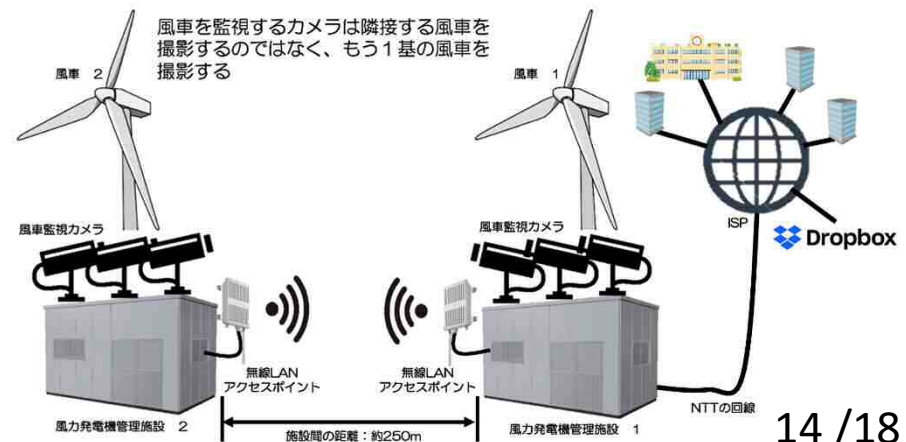 風車を監視するカメラは隣接する風車を
撮影するのではなく、もう1基の風車を
撮影する
風車 2
風車 1
風車監視カメラ
風車監視カメラ
ISP
Dropbox
無線LAN
アクセスポイント
無線LAN
アクセスポイント
NTTの回線
風力発電機管理施設 2
施設間の距離:約250m
風力発電機管理施設 1
14 /18